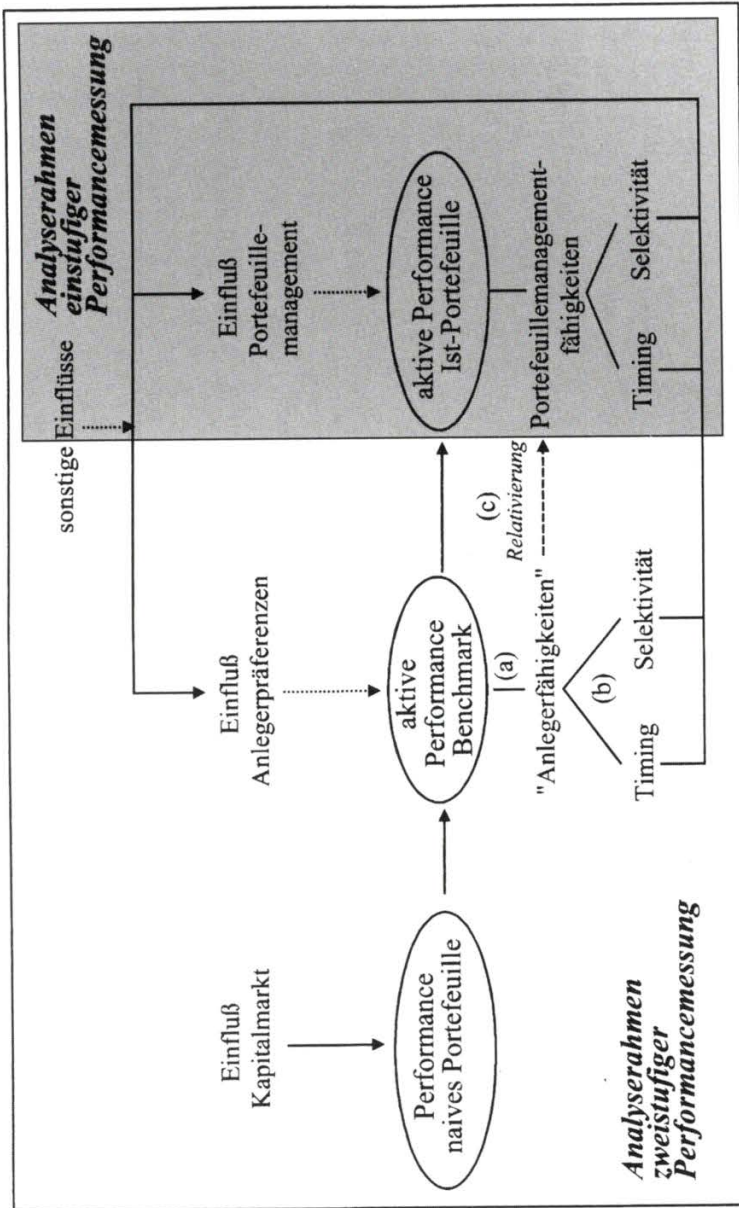 Analyserahmen
einstufiger
Performancemessung
sonstige Einflüsse
Einfluß
Kapitalmarkt
Einfluß
Anlegerpräferenzen
Einfluß
Portefeuille-
management
Performance
naives Portefeuille
aktive
Performance
Benchmark
aktive Performance
Ist-Portefeuille
(a)
(c)
Relativierung
"Anlegerfähigkeiten"
Portefeuillemanagement-
fähigkeiten
(b)
Timing
Selektivität
Timing
Selektivität
Analyserahmen
zweistufiger
Performancemessung